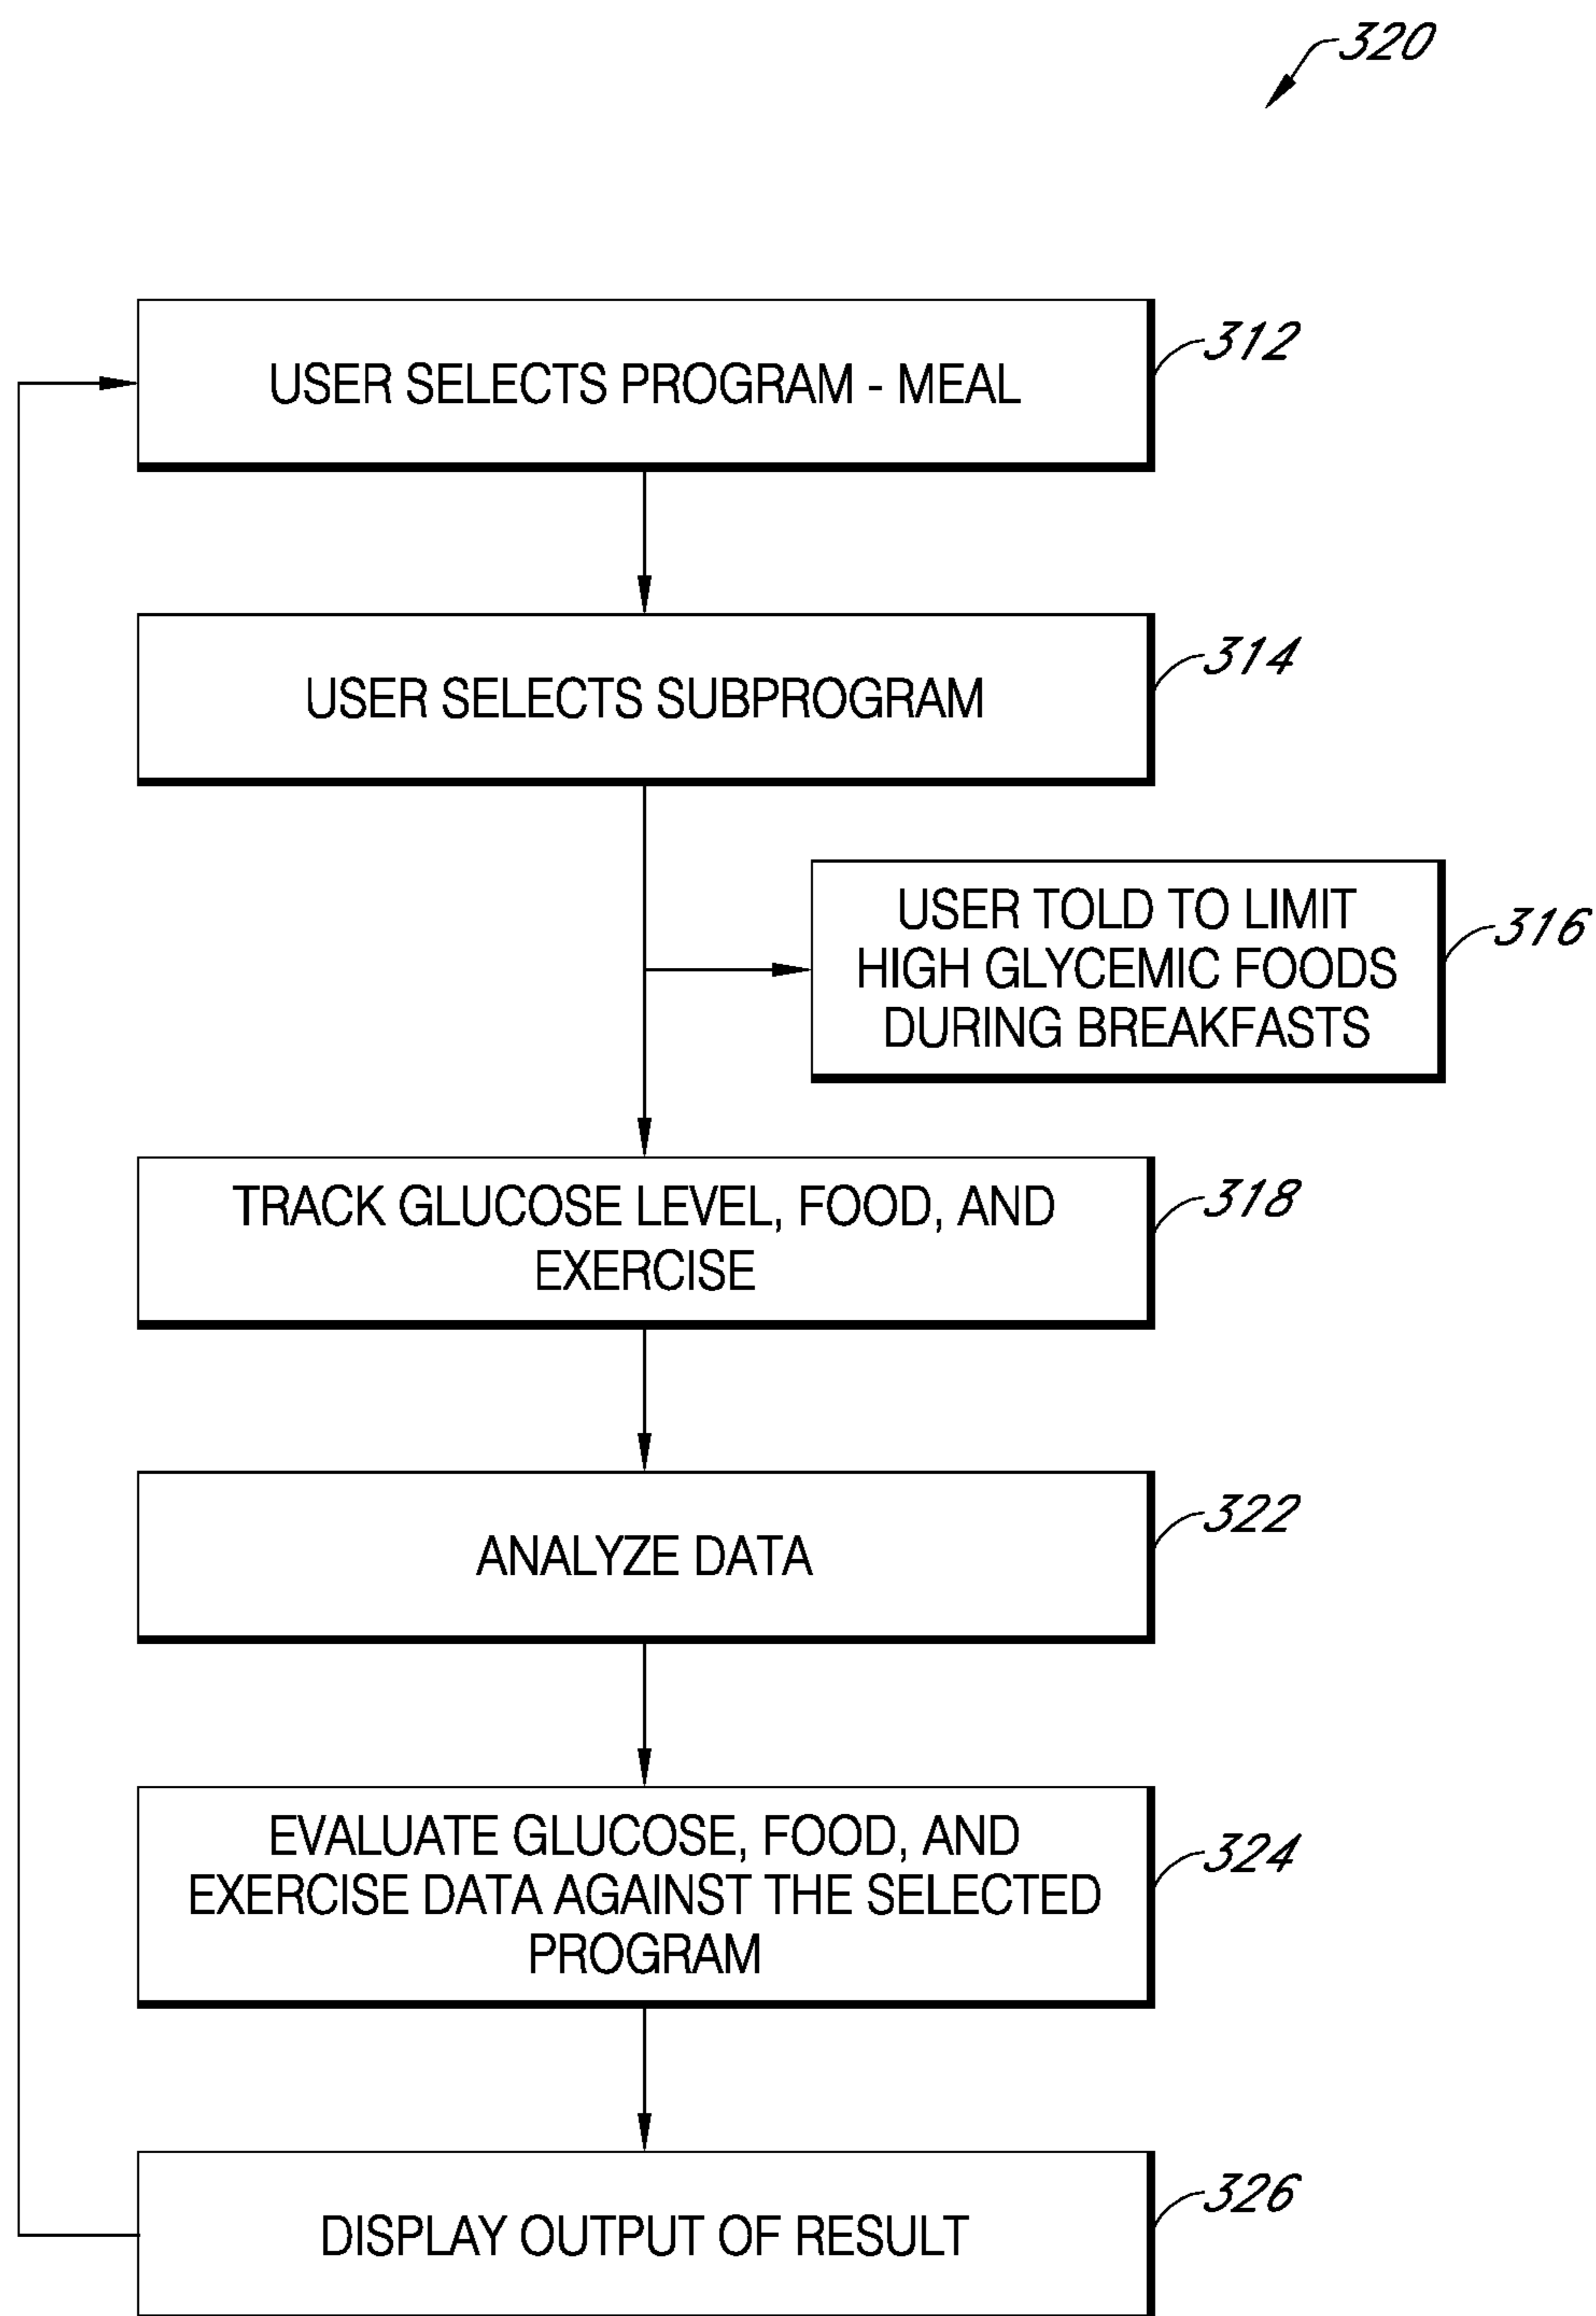 320
USER SELECTS PROGRAM - MEAL
312
USER SELECTS SUBPROGRAM
314
USER TOLD TO LIMIT
HIGH GLYCEMIC FOODS
DURING BREAKFASTS
316
TRACK GLUCOSE LEVEL, FOOD, AND
EXERCISE
318
ANALYZE DATA
322
EVALUATE GLUCOSE, FOOD, AND
EXERCISE DATA AGAINST THE SELECTED
PROGRAM
324
DISPLAY OUTPUT OF RESULT
326